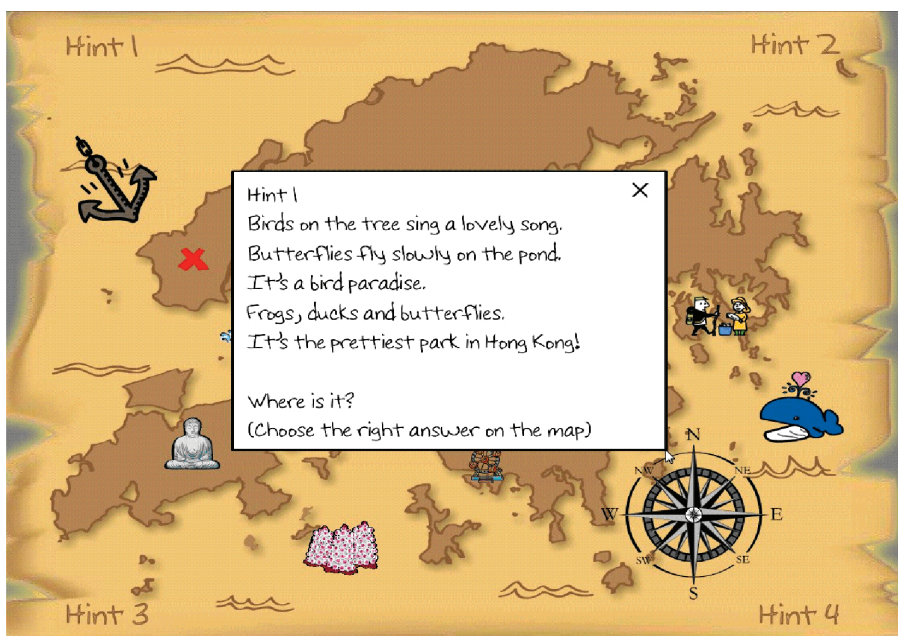 Hint 1
Hint 2
Hint 1
Birds on the tree sing a lovely song.
Butterflies fly slowly on the pond.
It's a bird paradise.
Frogs, ducks and butterflies.
It's the prettiest park in Hong Kong!
Where is it?
(Choose the right answer on the map)
N
NW
NE
W
E
SW
SE
S
Hint 3
Hint 4